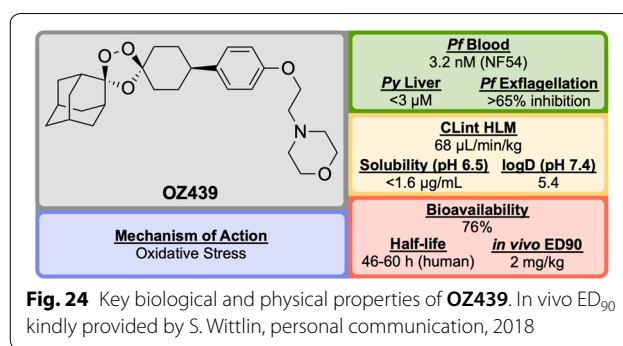 O-O
O
O
N
O
OZ439
Mechanism of Action
Oxidative Stress
Pf Blood
3.2 nM (NF54)
Py Liver Pf Exflagellation
<3 µM >65% inhibition
CLint HLM
68 µL/min/kg
Solubility (pH 6.5) logD (pH 7.4)
<1.6 µg/mL 5.4
Bioavailability
76%
Half-life in vivo ED90
46-60 h (human) 2 mg/kg
Fig. 24 Key biological and physical properties of OZ439. In vivo ED90
kindly provided by S. Wittlin, personal communication, 2018